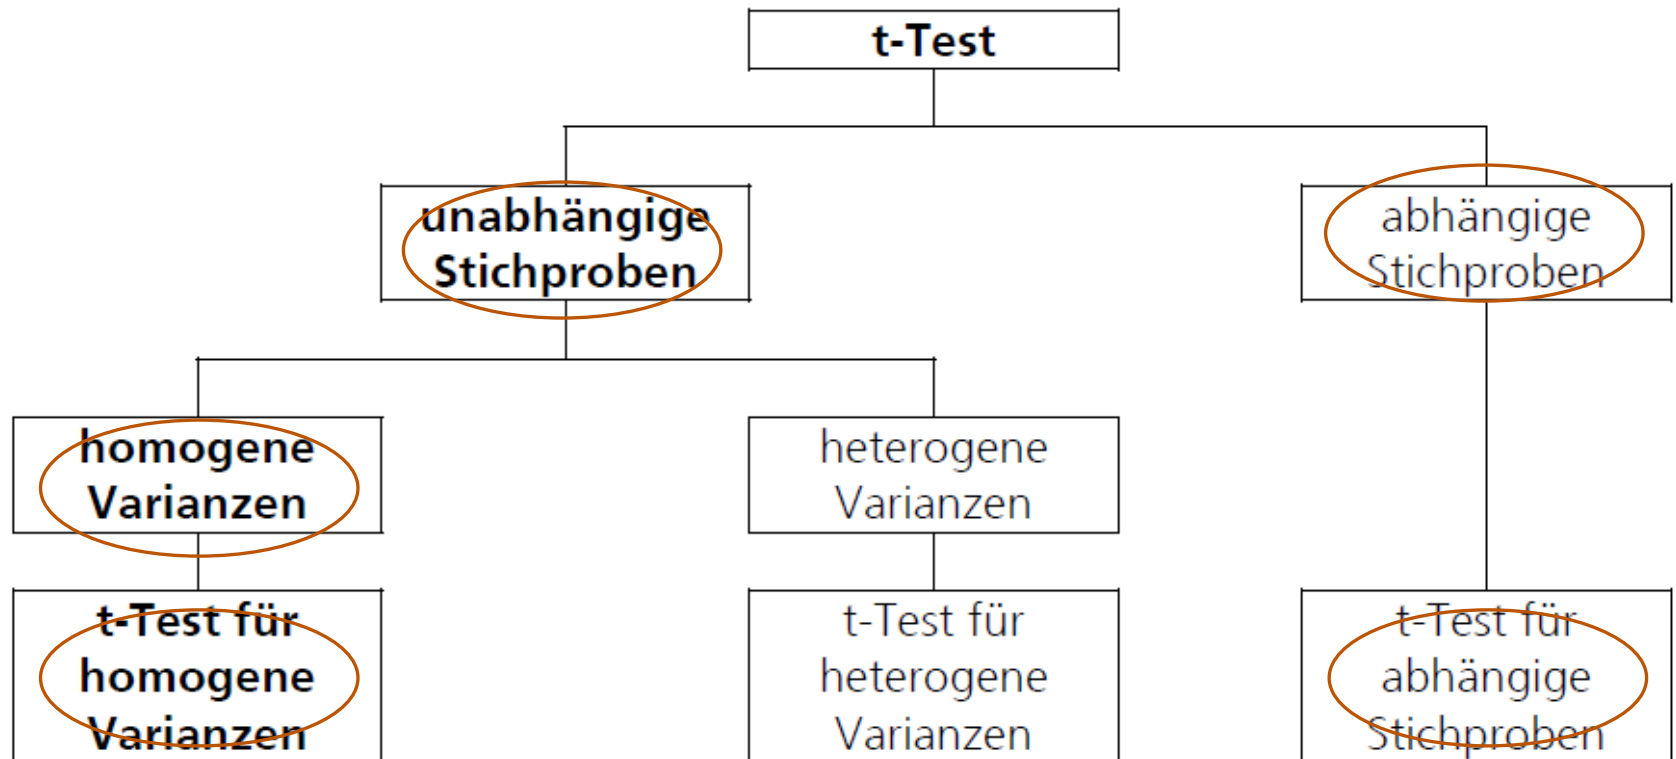 t-Test
unabhängige
Stichproben
abhängige
Stichproben
homogene
Varianzen
heterogene
Varianzen
t-Test für
homogene
Varianzen
t-Test für
heterogene
Varianzen
t-Test für
abhängige
Stichproben